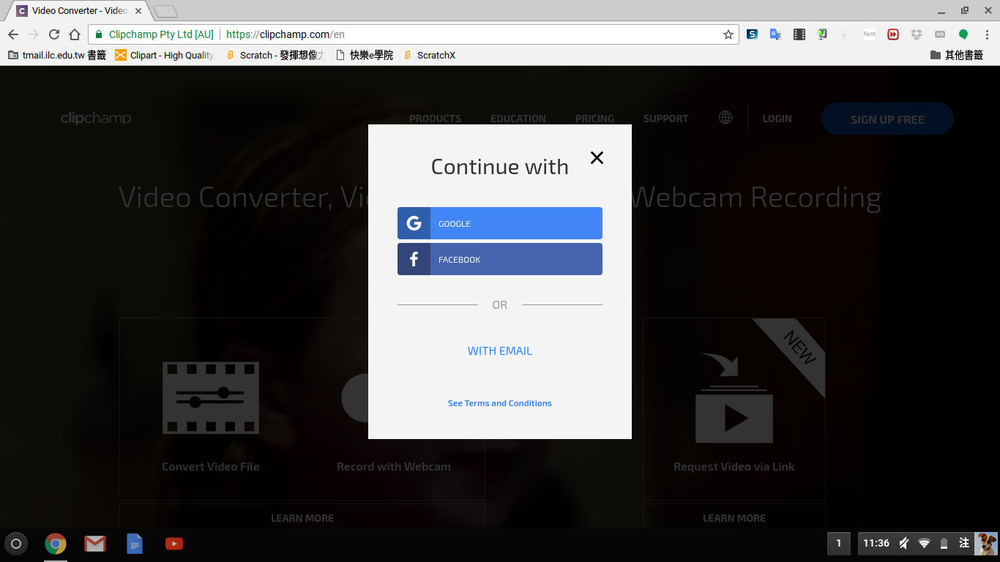 Video Converter - Video
Clipchamp Pty Ltd [AU] https://clipchamp.com/en
font HD
tmail.ilc.edu.tw 書籤 Clipart - High Quality, Scratch - 發揮想像力 快樂e學院 ScratchX 其他書籤
clipchamp PRODUCTS EDUCATION PRICING SUPPORT LOGIN SIGN UP FREE
Continue with
Video Converter, Webcam Recording
GOOGLE
FACEBOOK
OR
WITH EMAIL
NEW
See Terms and Conditions
Convert Video File Record with Webcam Request Video via Link
LEARN MORE LEARN MORE
1 11:36 注